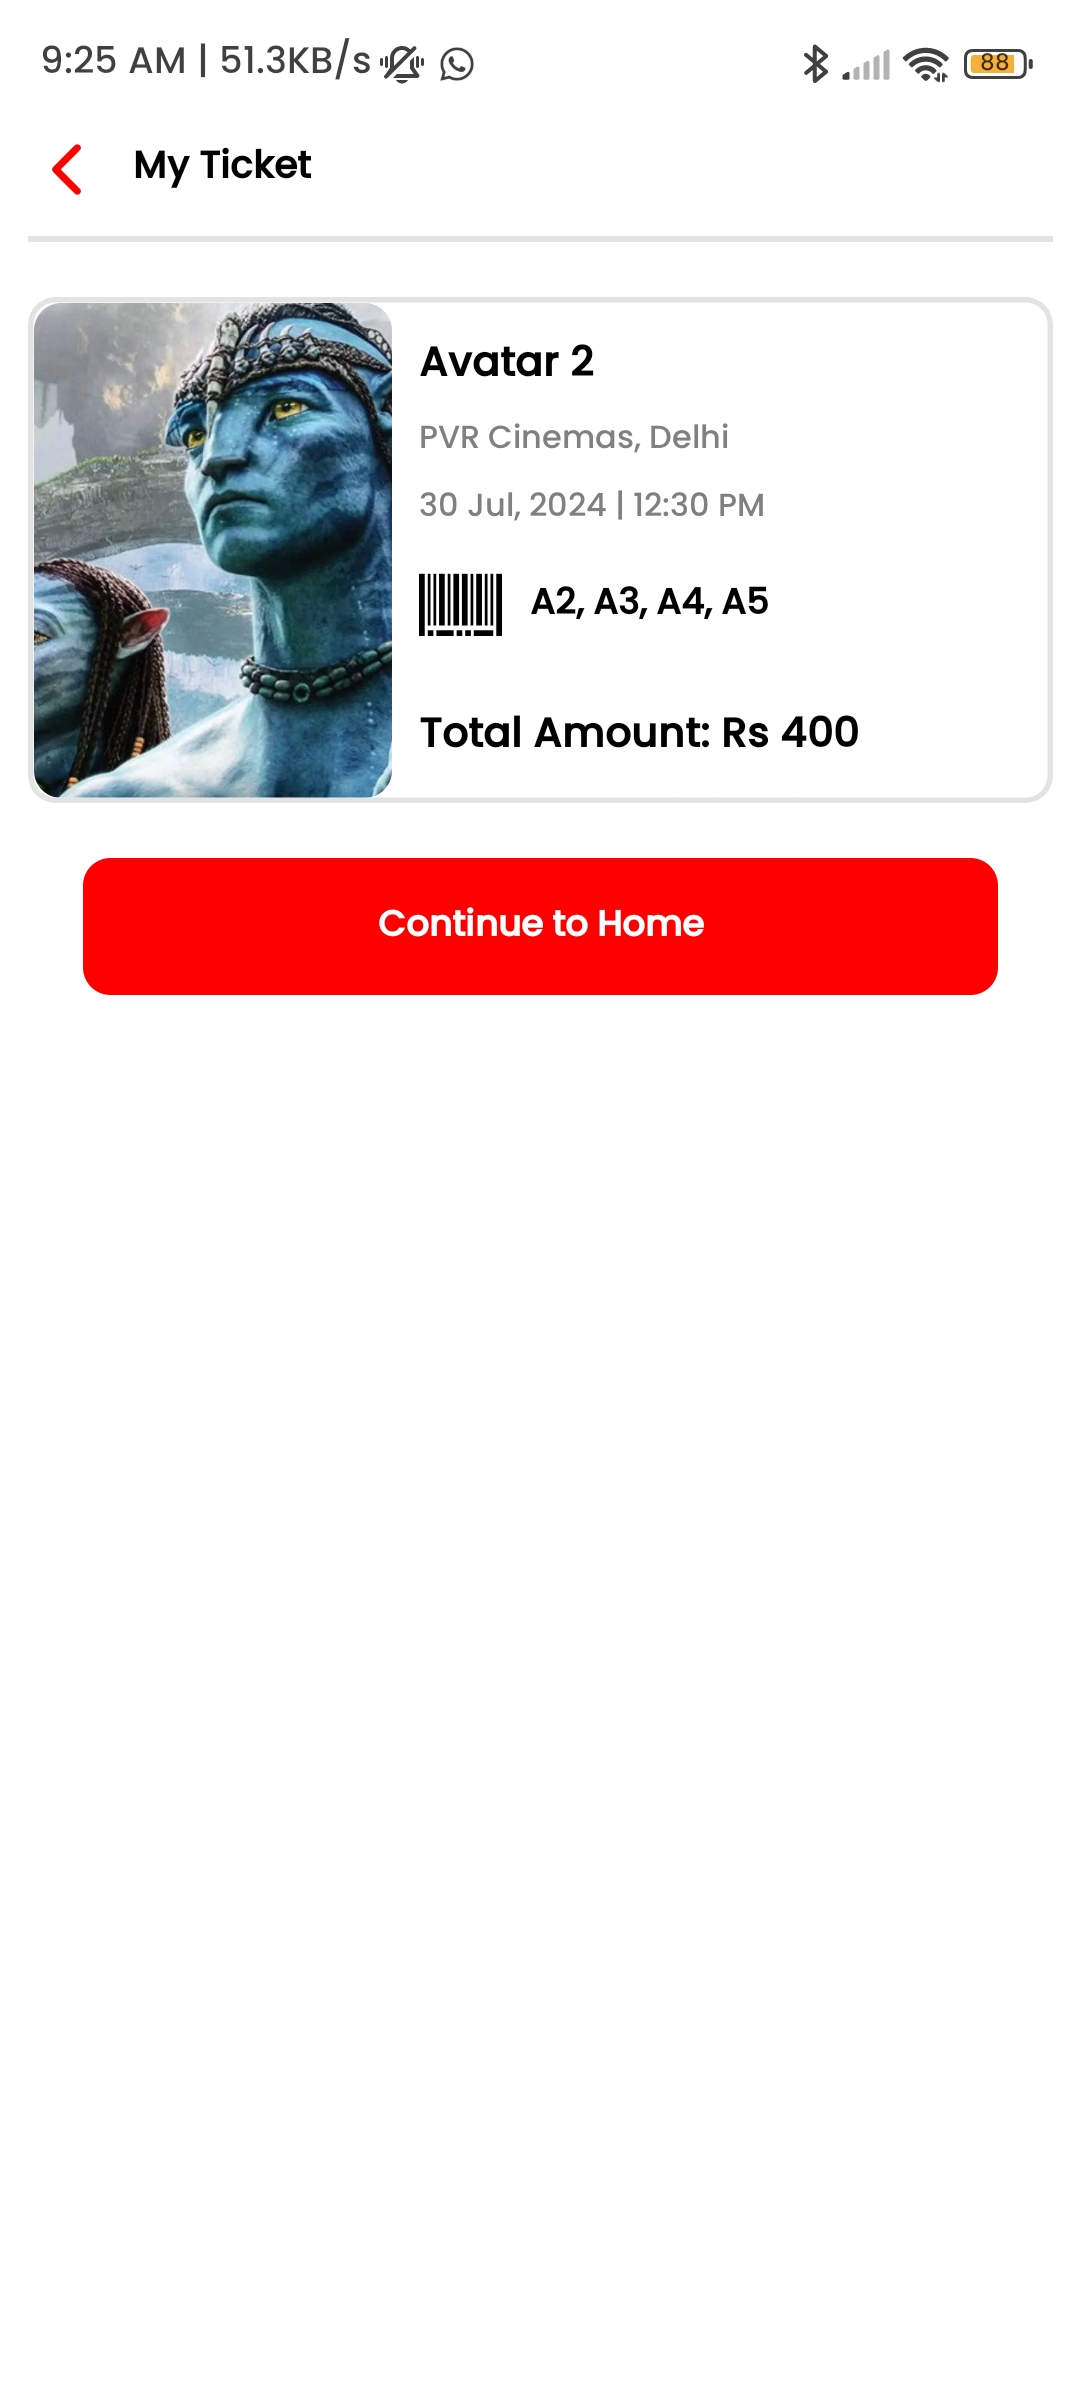 9:25 AM | 51.3KB/s
88
My Ticket
Avatar 2
PVR Cinemas, Delhi
30 Jul, 2024 | 12:30 PM
A2, A3, A4, A5
Total Amount: Rs 400
Continue to Home